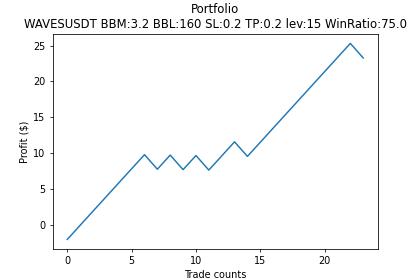 Portfolio
WAVESUSDT BBM:3.2 BBL:160 SL:0.2 TP:0.2 lev:15 WinRatio:75.0
25
20
15
10
5
0
Profit ($)
0 5 10 15 20
Trade counts